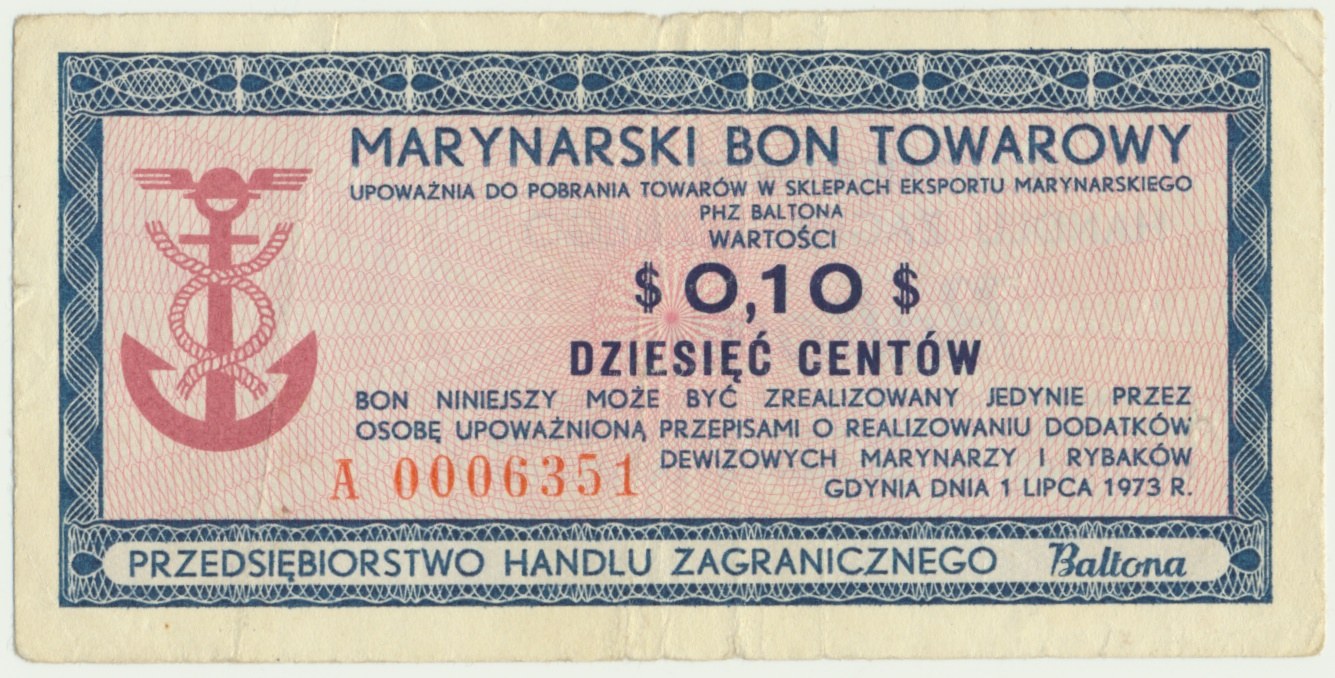 MARYNARSKI BON TOWAROWY
UPOWAŻNIA DO POBRANIA TOWARÓW W SKLEPACH EKSPORTU MARYNARSKIEGO
PHZ BALTONA
WARTOŚCI
$ 0,10 $
DZIESIĘĆ CENTÓW
BON NINIEJSZY MOŻE BYĆ ZREALIZOWANY JEDYNIE PRZEZ
OSOBĘ UPOWAŻNIONĄ PRZEPISAMI O REALIZOWANIU DODATKÓW
DEWIZOWYCH MARYNARZY I RYBAKÓW
A 0006351
GDYNIA DNIA 1 LIPCA 1973 R.
PRZEDSIĘBIORSTWO HANDLU ZAGRANICZNEGO Baltona